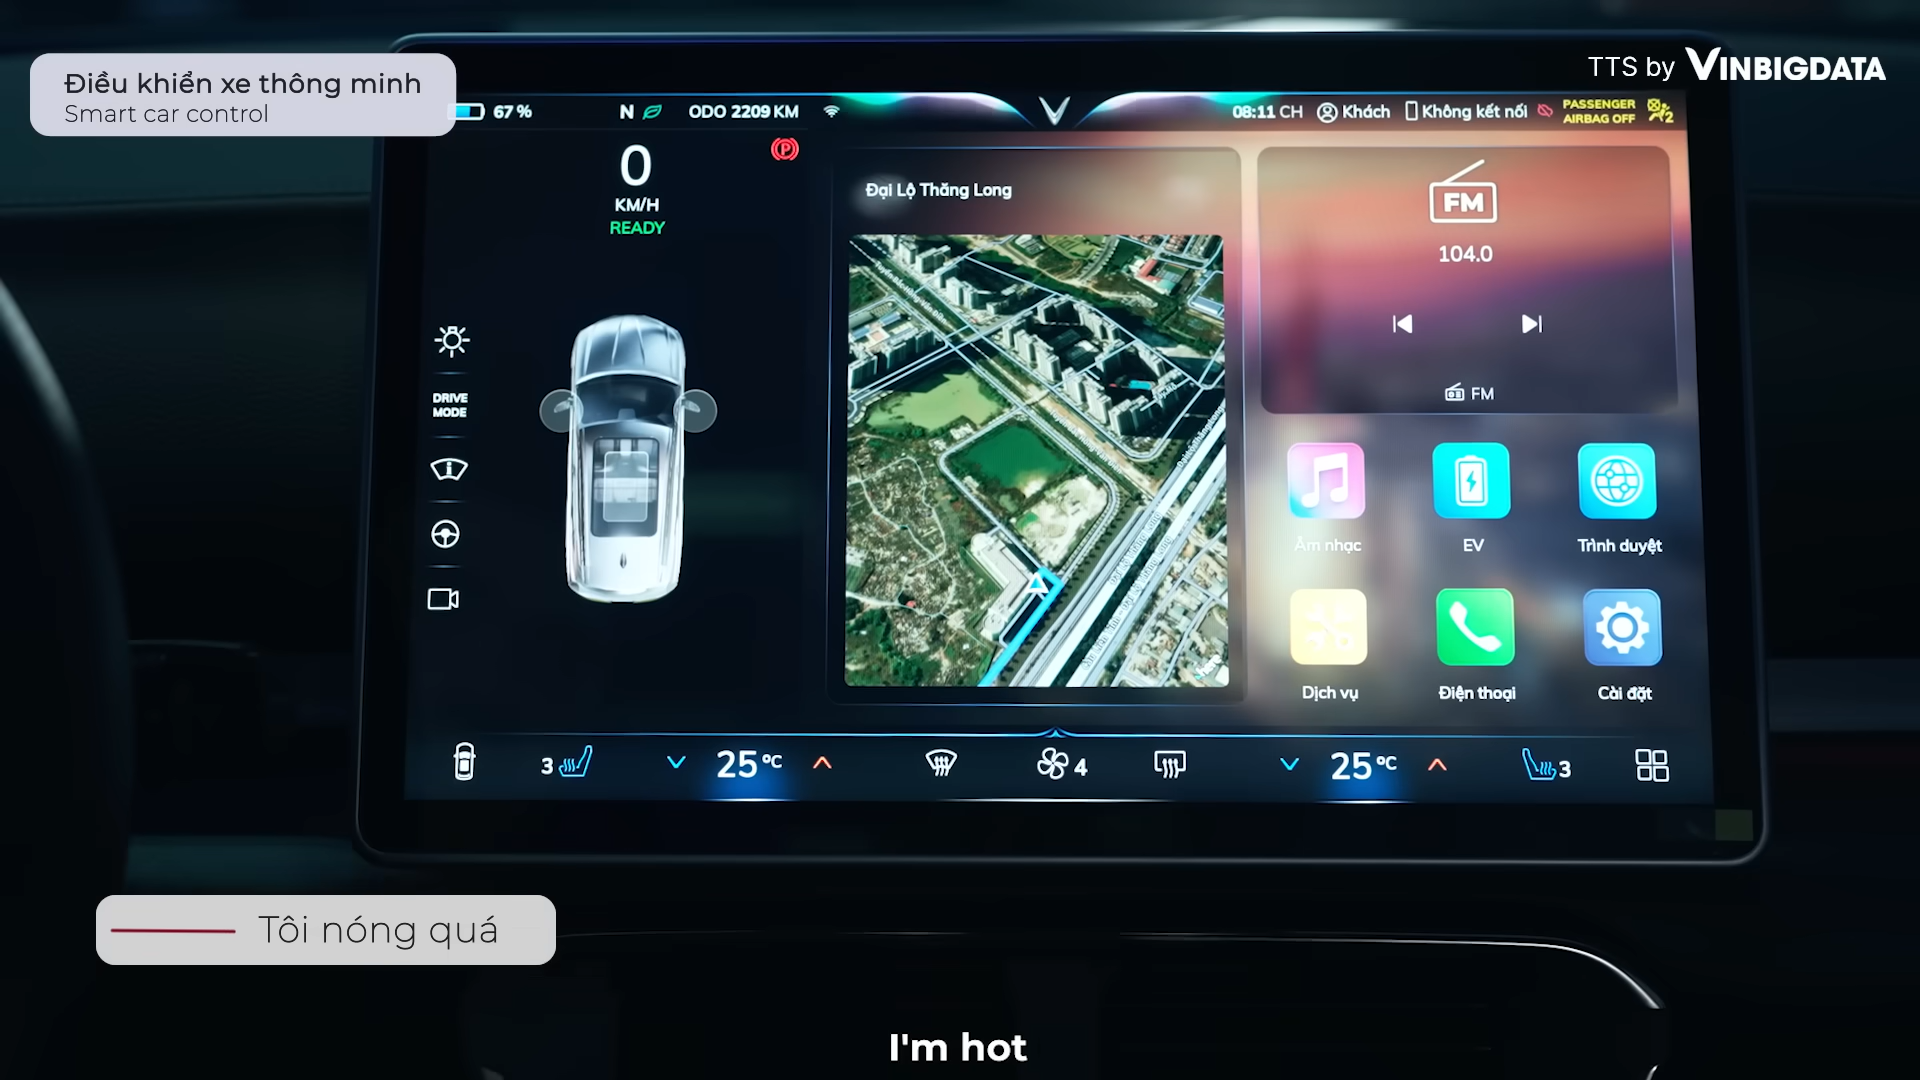 Điều khiển xe thông minh
Smart car control
TTS by VINBIGDATA
67 %
N
ODO 2209 KM
08:11 CH
Khách
Không kết nối
PASSENGER
AIRBAG OFF
2
0
KM/H
READY
P
DRIVE
MODE
Đại Lộ Thăng Long
FM
104.0
FM
Âm nhạc
EV
Trình duyệt
Dịch vụ
Điện thoại
Cài đặt
3
25°C
4
25°C
3
Tôi nóng quá
I'm hot